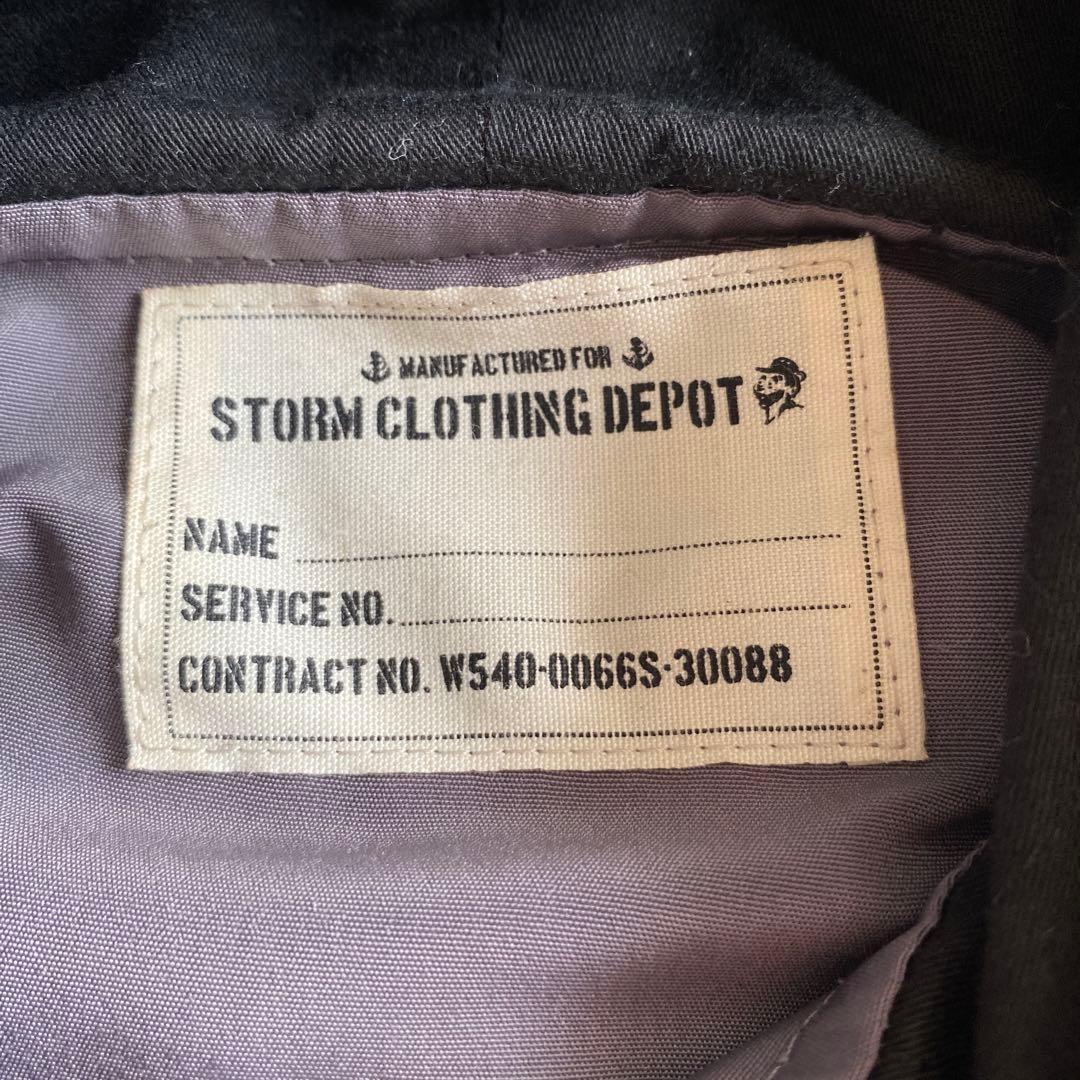 MANUFACTURED FOR
STORM CLOTHING DEPOT
NAME
SERVICE NO.
CONTRACT NO. W540-0066S-30088